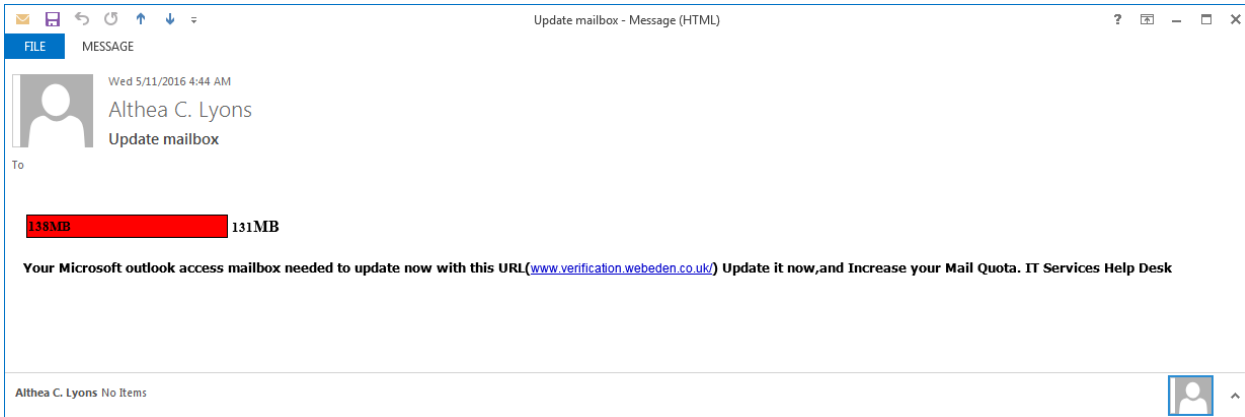 Update mailbox - Message (HTML)
?
FILE MESSAGE
Wed 5/11/2016 4:44 AM
Althea C. Lyons
Update mailbox
To
138MB 131MB
Your Microsoft outlook access mailbox needed to update now with this URL(www.verification.webeden.co.uk/) Update it now,and Increase your Mail Quota. IT Services Help Desk
Althea C. Lyons No Items